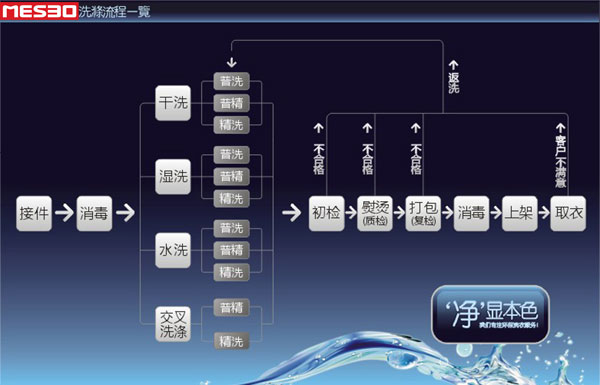 MES3O 洗滌流程一覽
接件
消毒
干洗
普洗
普精
精洗
湿洗
普洗
普精
精洗
水洗
普洗
普精
精洗
交叉
洗涤
普精
精洗
初检
熨烫
(质检)
打包
(复检)
消毒
上架
取衣
不合格
不合格
不合格
客户不满意
返洗
'净'显本色
我们专注环保洗衣服务!